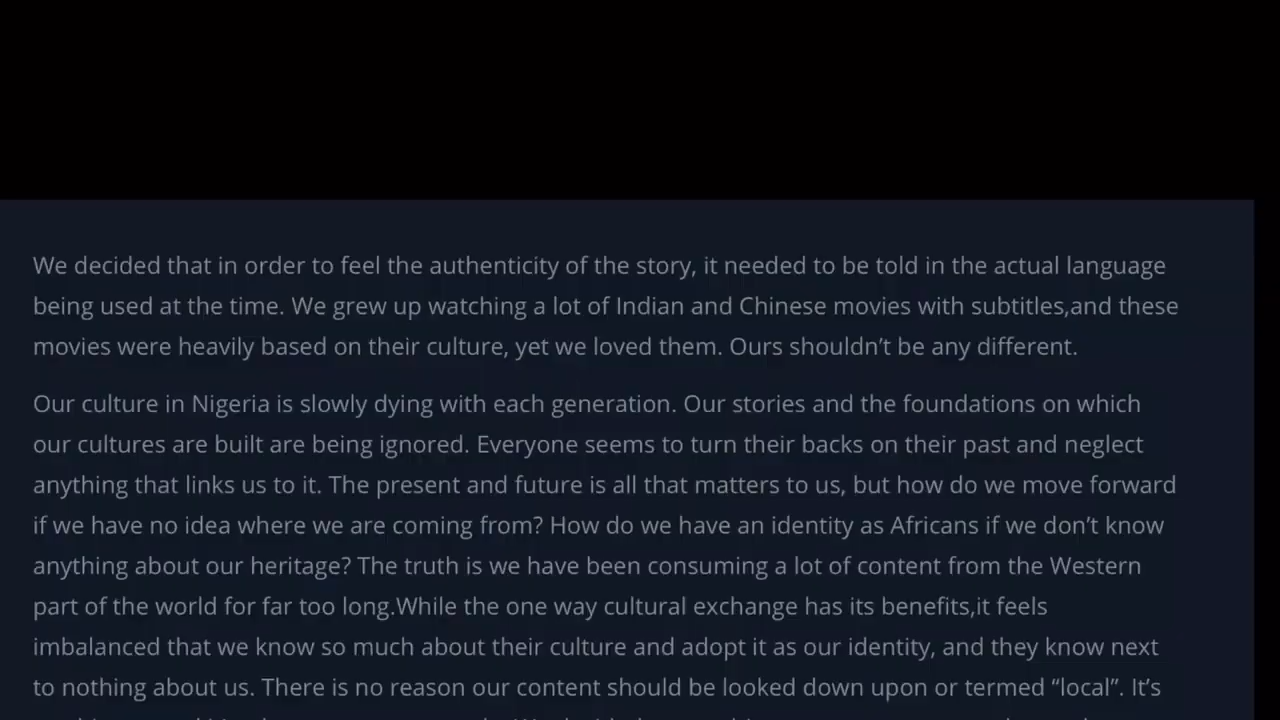 We decided that in order to feel the authenticity of the story, it needed to be told in the actual language
being used at the time. We grew up watching a lot of Indian and Chinese movies with subtitles,and these
movies were heavily based on their culture, yet we loved them. Ours shouldn’t be any different.
Our culture in Nigeria is slowly dying with each generation. Our stories and the foundations on which
our cultures are built are being ignored. Everyone seems to turn their backs on their past and neglect
anything that links us to it. The present and future is all that matters to us, but how do we move forward
if we have no idea where we are coming from? How do we have an identity as Africans if we don’t know
anything about our heritage? The truth is we have been consuming a lot of content from the Western
part of the world for far too long.While the one way cultural exchange has its benefits,it feels
imbalanced that we know so much about their culture and adopt it as our identity, and they know next
to nothing about us. There is no reason our content should be looked down upon or termed “local”. It’s